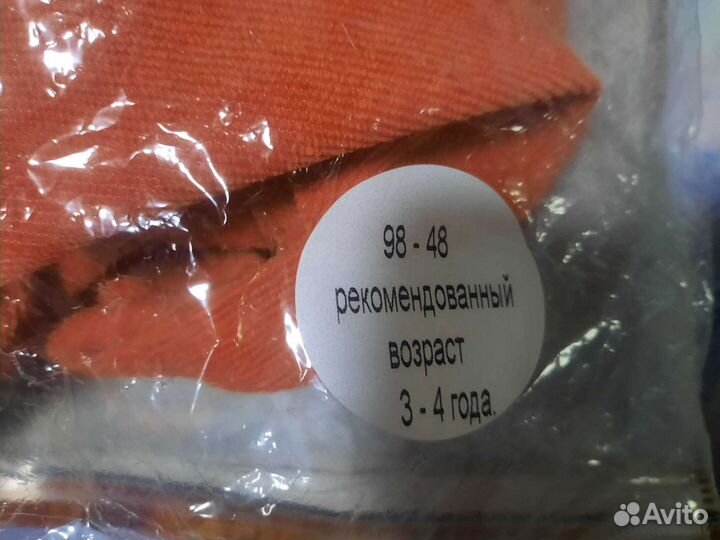 98 - 48
рекомендованный
возраст
3 - 4 года.
Avito